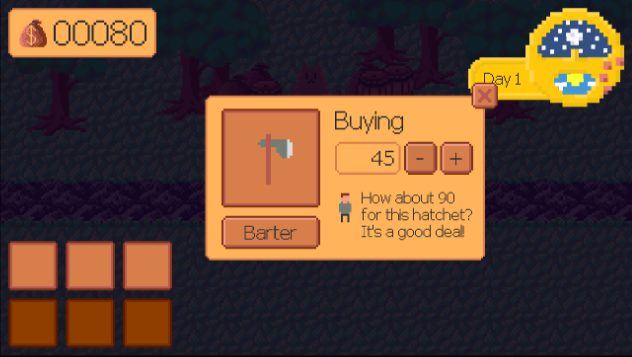 00080
Day 1
Buying
45 - +
How about 90
for this hatchet?
It's a good deal!
Barter